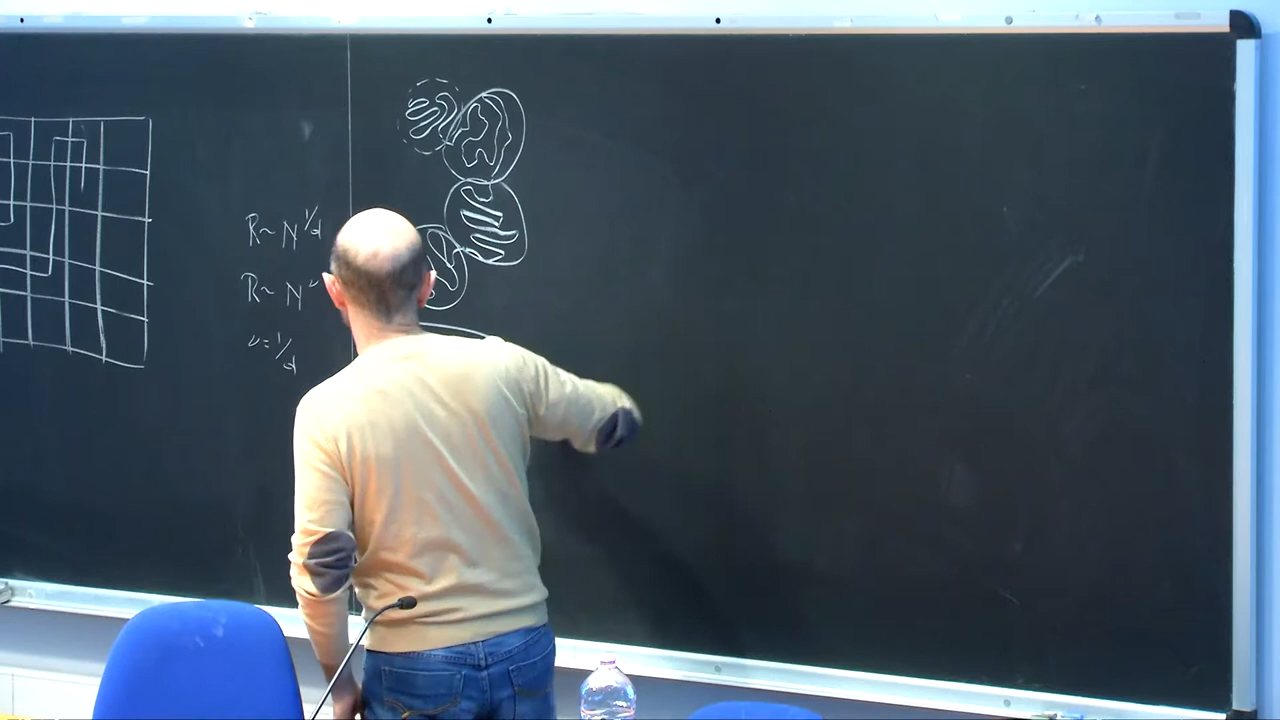 R ~ N^{1/d}
R ~ N^ν
ν = 1/d